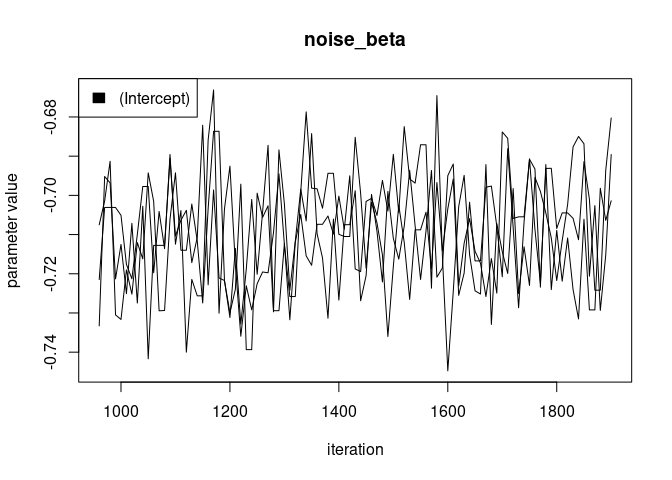 noise_beta
(Intercept)
-0.68
-0.70
-0.72
-0.74
parameter value
1000 1200 1400 1600 1800
iteration